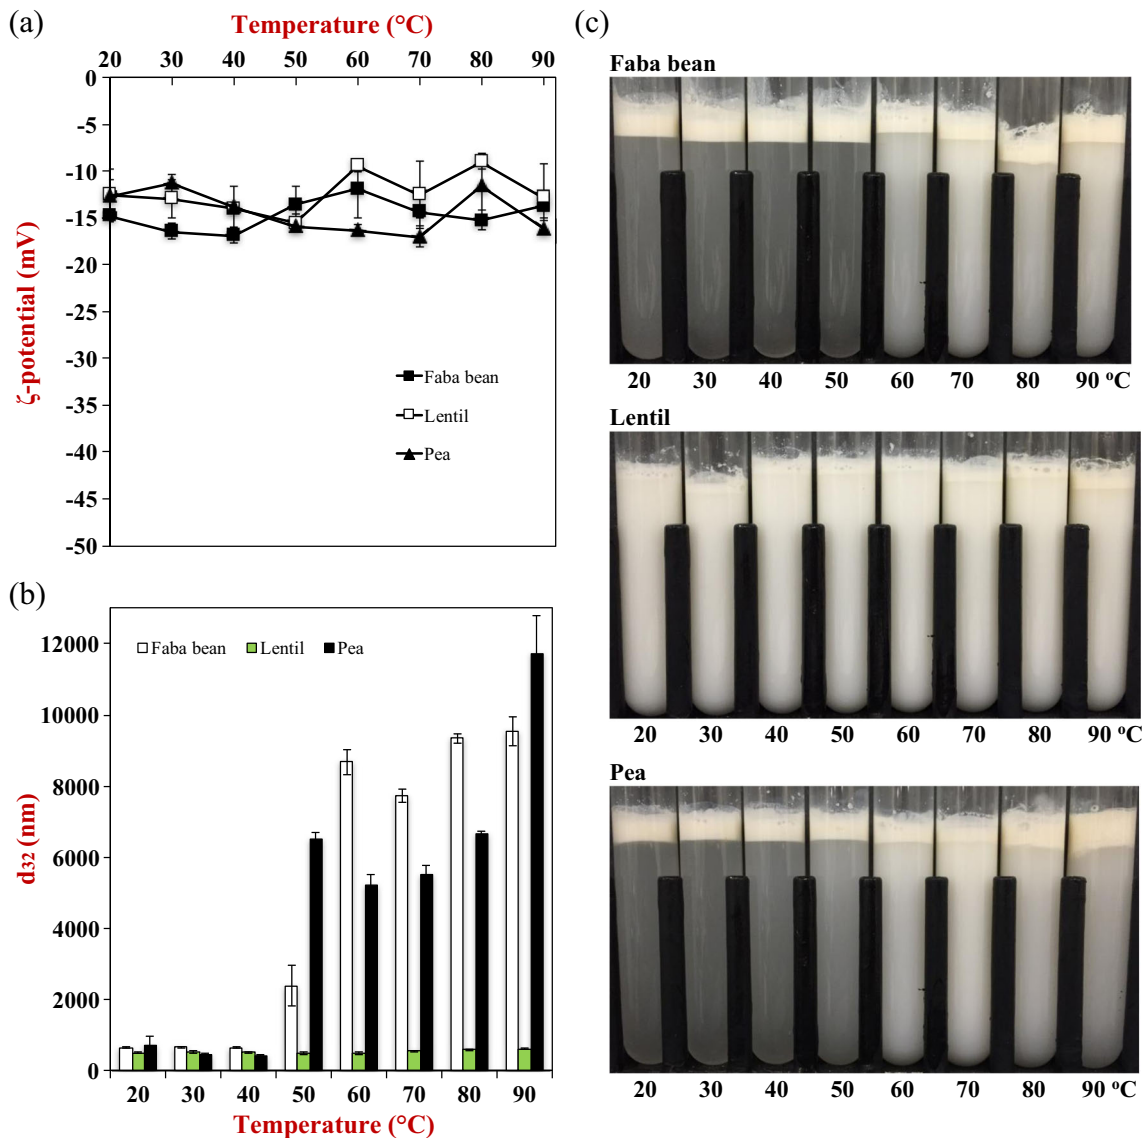 (a)
Temperature (°C)
20 30 40 50 60 70 80 90
0
-5
-10
-15
-20
-25
-30
-35
-40
-45
-50
ζ-potential (mV)
Faba bean
Lentil
Pea
(b)
Faba bean Lentil Pea
12000
10000
8000
6000
4000
2000
0
d32 (nm)
20 30 40 50 60 70 80 90
Temperature (°C)
(c)
Faba bean
20 30 40 50 60 70 80 90 ºC
Lentil
20 30 40 50 60 70 80 90 ºC
Pea
20 30 40 50 60 70 80 90 ºC